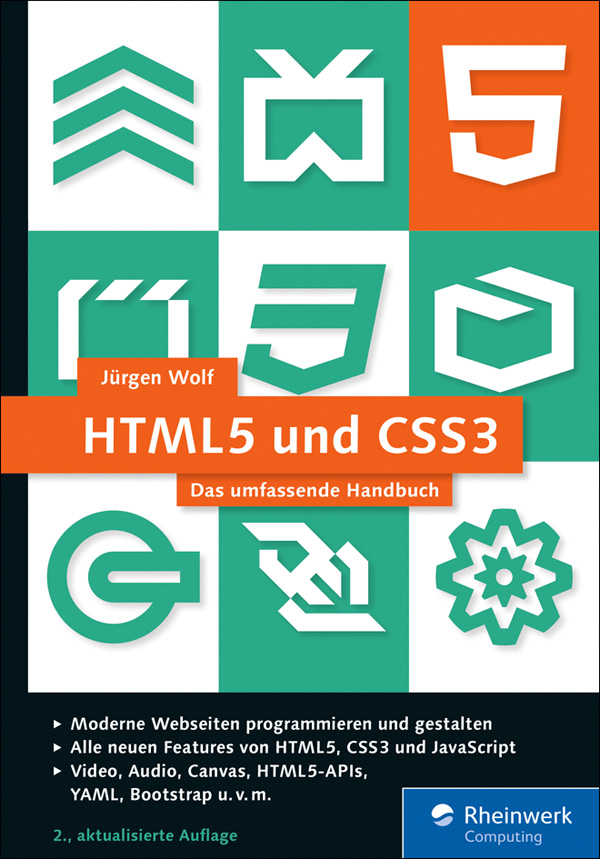 Jürgen Wolf
HTML5 und CSS3
Das umfassende Handbuch
▸ Moderne Webseiten programmieren und gestalten
▸ Alle neuen Features von HTML5, CSS3 und JavaScript
▸ Video, Audio, Canvas, HTML5-APIs,
YAML, Bootstrap u. v. m.
2., aktualisierte Auflage
Rheinwerk
Computing